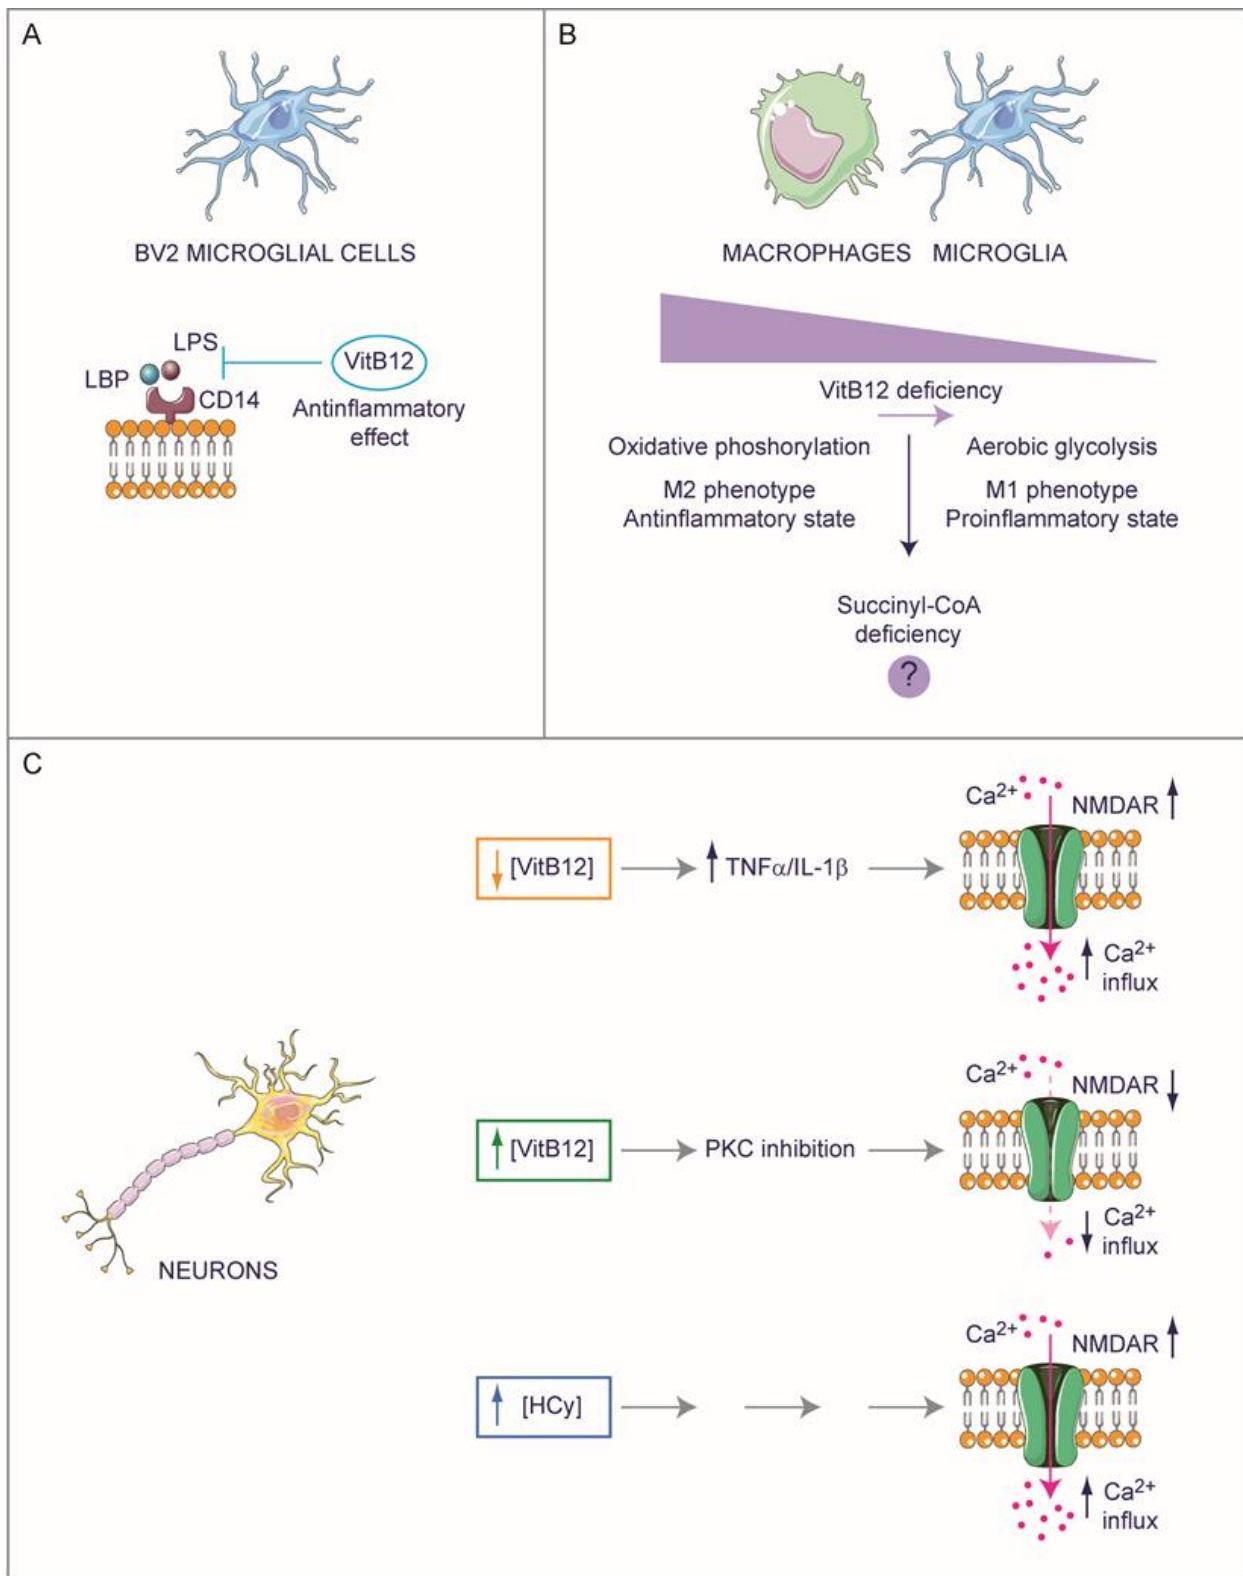 A
BV2 MICROGLIAL CELLS
LPS
LBP
CD14
VitB12
Antinflammatory
effect
B
MACROPHAGES MICROGLIA
VitB12 deficiency
Oxidative phoshorylation
Aerobic glycolysis
M2 phenotype
Antinflammatory state
M1 phenotype
Proinflammatory state
Succinyl-CoA
deficiency
?
C
NEURONS
[VitB12]
TNFα/IL-1β
Ca2+
NMDAR
Ca2+
influx
[VitB12]
PKC inhibition
Ca2+
NMDAR
Ca2+
influx
[HCy]
Ca2+
NMDAR
Ca2+
influx